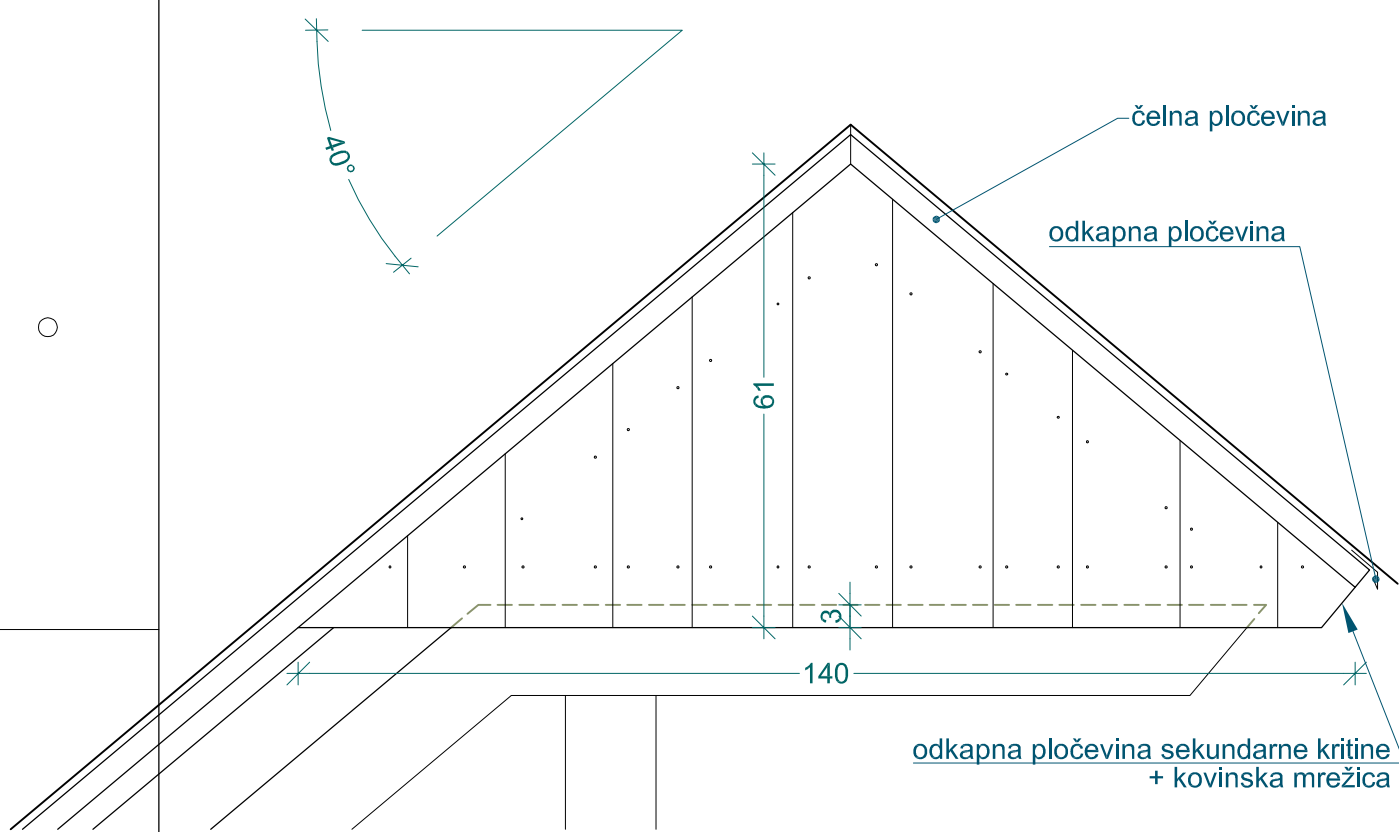 čelna pločevina
40°
odkapna pločevina
61
3
140
odkapna pločevina sekundarne kritine
+ kovinska mrežica